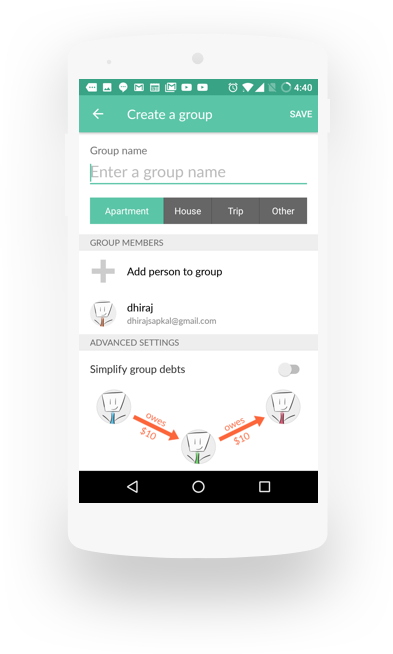 4:40
Create a group
SAVE
Group name
Enter a group name
Apartment House Trip Other
GROUP MEMBERS
Add person to group
dhiraj
dhirajsapkal@gmail.com
ADVANCED SETTINGS
Simplify group debts
owes
$10
owes
$10